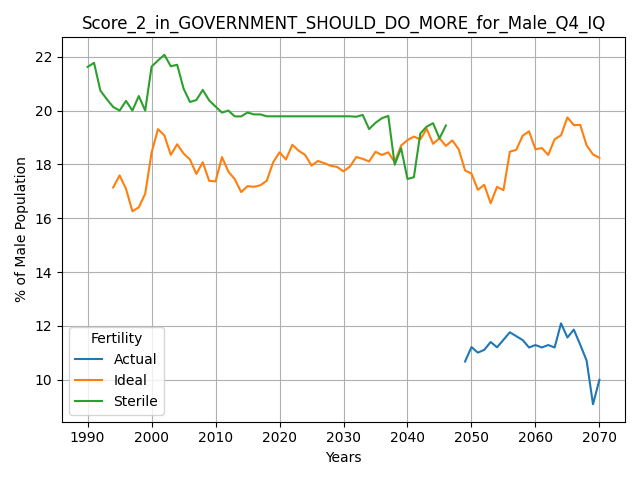 Score_2_in_GOVERNMENT_SHOULD_DO_MORE_for_Male_Q4_IQ
% of Male Population
22
20
18
16
14
12
10
Fertility
Actual
Ideal
Sterile
1990 2000 2010 2020 2030 2040 2050 2060 2070
Years